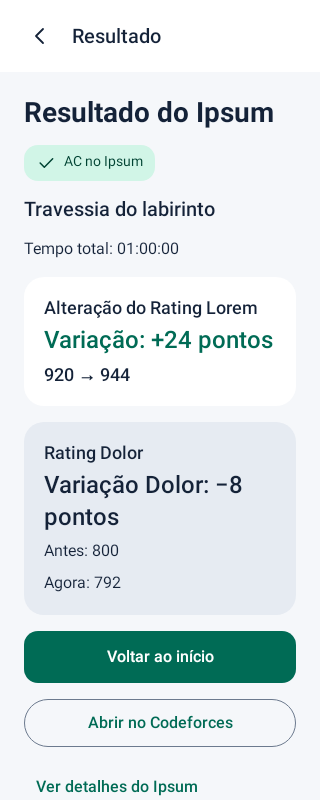 Resultado
Resultado do Ipsum
AC no Ipsum
Travessia do labirinto
Tempo total: 01:00:00
Alteração do Rating Lorem
Variação: +24 pontos
920 → 944
Rating Dolor
Variação Dolor: −8
pontos
Antes: 800
Agora: 792
Voltar ao início
Abrir no Codeforces
Ver detalhes do Ipsum